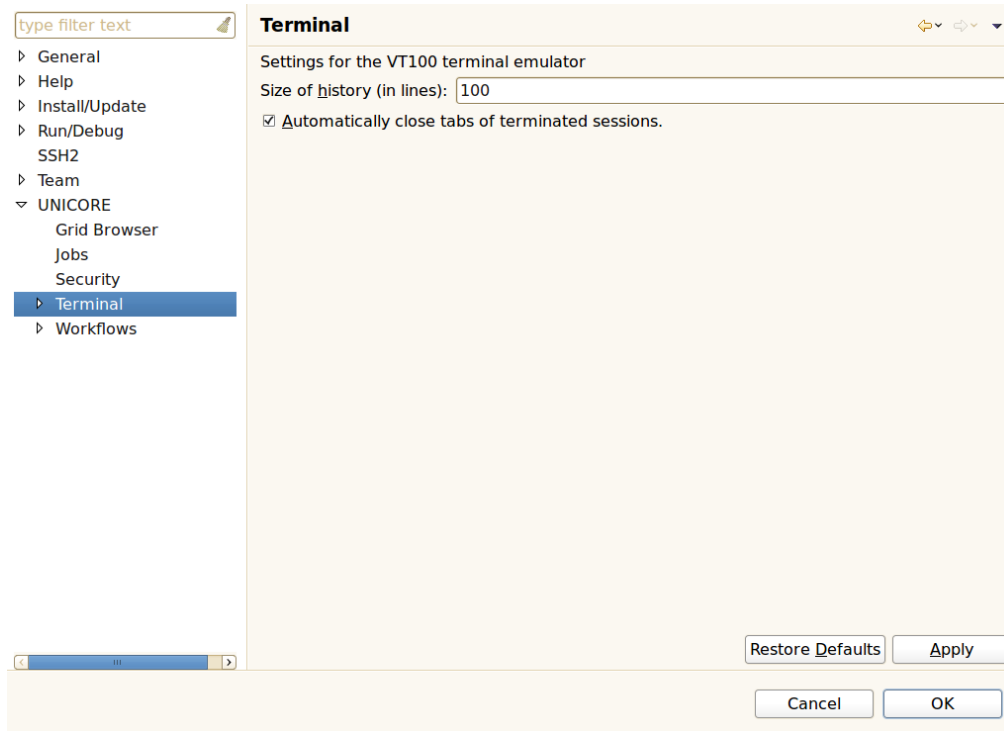 type filter text
General
Help
Install/Update
Run/Debug
SSH2
Team
UNICORE
Grid Browser
Jobs
Security
Terminal
Workflows
Terminal
Settings for the VT100 terminal emulator
Size of history (in lines): 100
Automatically close tabs of terminated sessions.
Restore Defaults Apply
Cancel OK